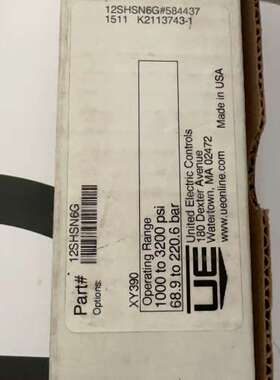 12SHSN6G#584437
1511 K2113743-1
Made in USA
Part#
12SHSN6G
Options:
XY390
Operating Range
1000 to 3200 psi
68.9 to 220.6 bar
UE
United Electric Controls
180 Dexter Avenue
Watertown, MA 02472
www.ueonline.com